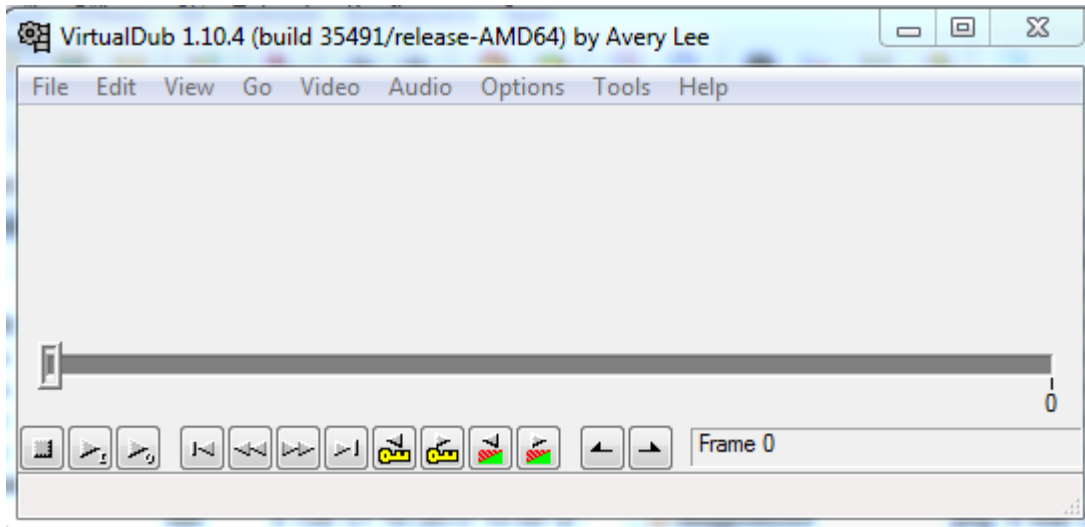 VirtualDub 1.10.4 (build 35491/release-AMD64) by Avery Lee
File Edit View Go Video Audio Options Tools Help
0
Frame 0